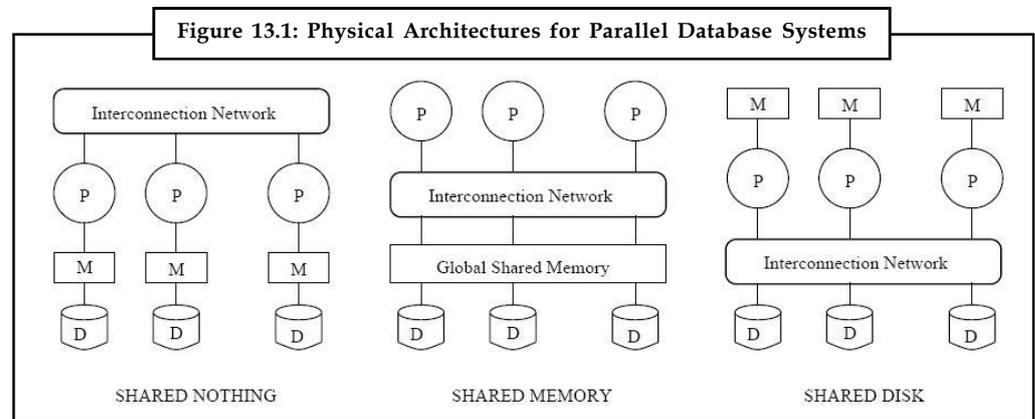 Figure 13.1: Physical Architectures for Parallel Database Systems
Interconnection Network
P P P
M M M
D D D
SHARED NOTHING
P P P
Interconnection Network
Global Shared Memory
D D D
SHARED MEMORY
M M M
P P P
Interconnection Network
D D D
SHARED DISK